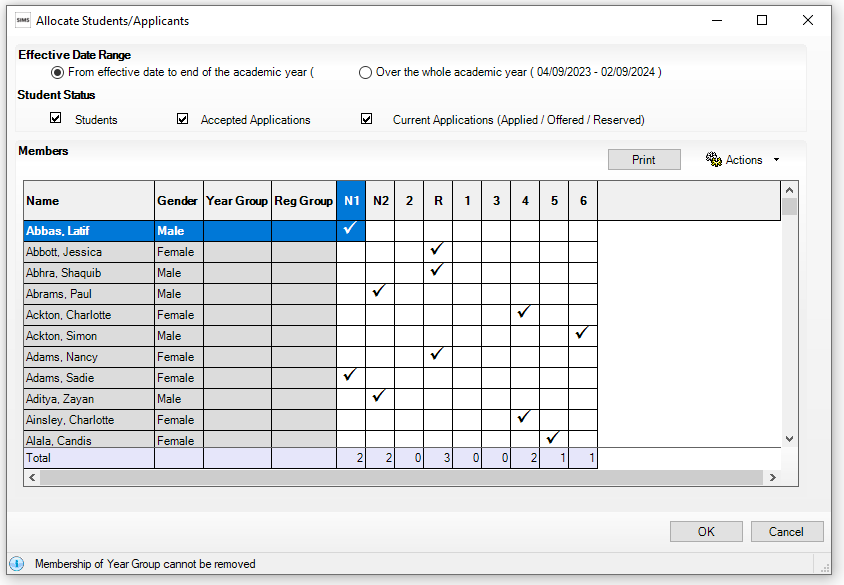 SIMS Allocate Students/Applicants
Effective Date Range
From effective date to end of the academic year ( Over the whole academic year ( 04/09/2023 - 02/09/2024 )
Student Status
Students Accepted Applications Current Applications (Applied / Offered / Reserved)
Members
Print Actions
Name Gender Year Group Reg Group N1 N2 2 R 1 3 4 5 6
Abbas, Latif Male
Abbott, Jessica Female
Abhra, Shaquib Male
Abrams, Paul Male
Ackton, Charlotte Female
Ackton, Simon Male
Adams, Nancy Female
Adams, Sadie Female
Aditya, Zayan Male
Ainsley, Charlotte Female
Alala, Candis Female
Total 2 2 0 3 0 0 2 1 1
OK Cancel
Membership of Year Group cannot be removed